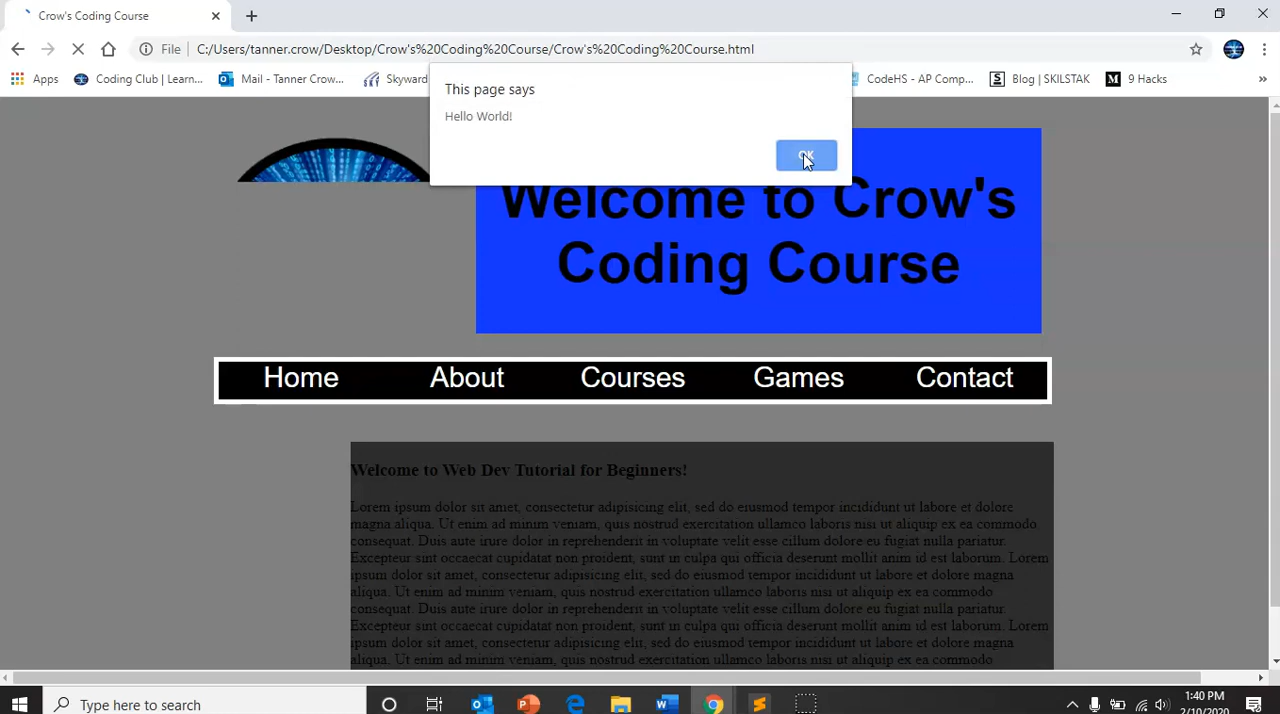 Crow's Coding Course
File
C:/Users/tanner.crow/Desktop/Crow's%20Coding%20Course/Crow's%20Coding%20Course.html
Apps
Coding Club | Learn...
Mail - Tanner Crow...
Skyward
CodeHS - AP Comp...
Blog | SKILSTAK
9 Hacks
»
This page says
Hello World!
OK
Welcome to Crow's
Coding Course
Home
About
Courses
Games
Contact
Welcome to Web Dev Tutorial for Beginners!
Lorem ipsum dolor sit amet, consectetur adipisicing elit, sed do eiusmod tempor incididunt ut labore et dolore
magna aliqua. Ut enim ad minim veniam, quis nostrud exercitation ullamco laboris nisi ut aliquip ex ea commodo
consequat. Duis aute irure dolor in reprehenderit in voluptate velit esse cillum dolore eu fugiat nulla pariatur.
Excepteur sint occaecat cupidatat non proident, sunt in culpa qui officia deserunt mollit anim id est laborum. Lorem
ipsum dolor sit amet, consectetur adipisicing elit, sed do eiusmod tempor incididunt ut labore et dolore magna
aliqua. Ut enim ad minim veniam, quis nostrud exercitation ullamco laboris nisi ut aliquip ex ea commodo
consequat. Duis aute irure dolor in reprehenderit in voluptate velit esse cillum dolore eu fugiat nulla pariatur.
Excepteur sint occaecat cupidatat non proident, sunt in culpa qui officia deserunt mollit anim id est laborum. Lorem
ipsum dolor sit amet, consectetur adipisicing elit, sed do eiusmod tempor incididunt ut labore et dolore magna
aliqua. Ut enim ad minim veniam, quis nostrud exercitation ullamco laboris nisi ut aliquip ex ea commodo
Type here to search
1:40 PM
2/10/2020